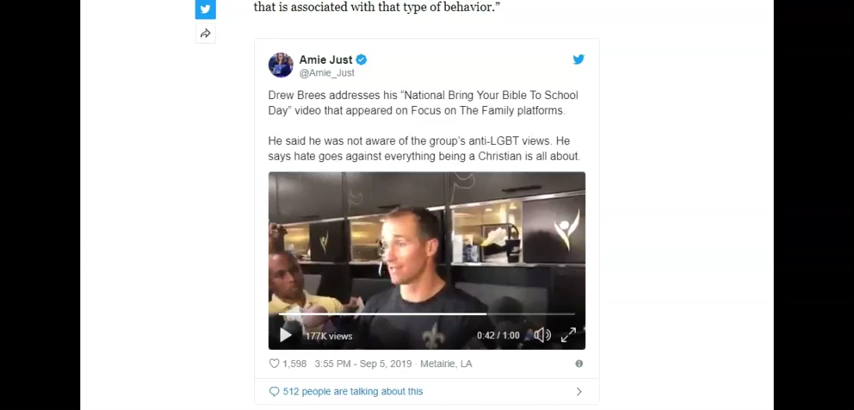 that is associated with that type of behavior.”
Amie Just
@Amie_Just
Drew Brees addresses his “National Bring Your Bible To School
Day” video that appeared on Focus on The Family platforms.
He said he was not aware of the group’s anti-LGBT views. He
says hate goes against everything being a Christian is all about.
177K views
0:42 / 1:00
1,598 3:55 PM - Sep 5, 2019 · Metairie, LA
512 people are talking about this